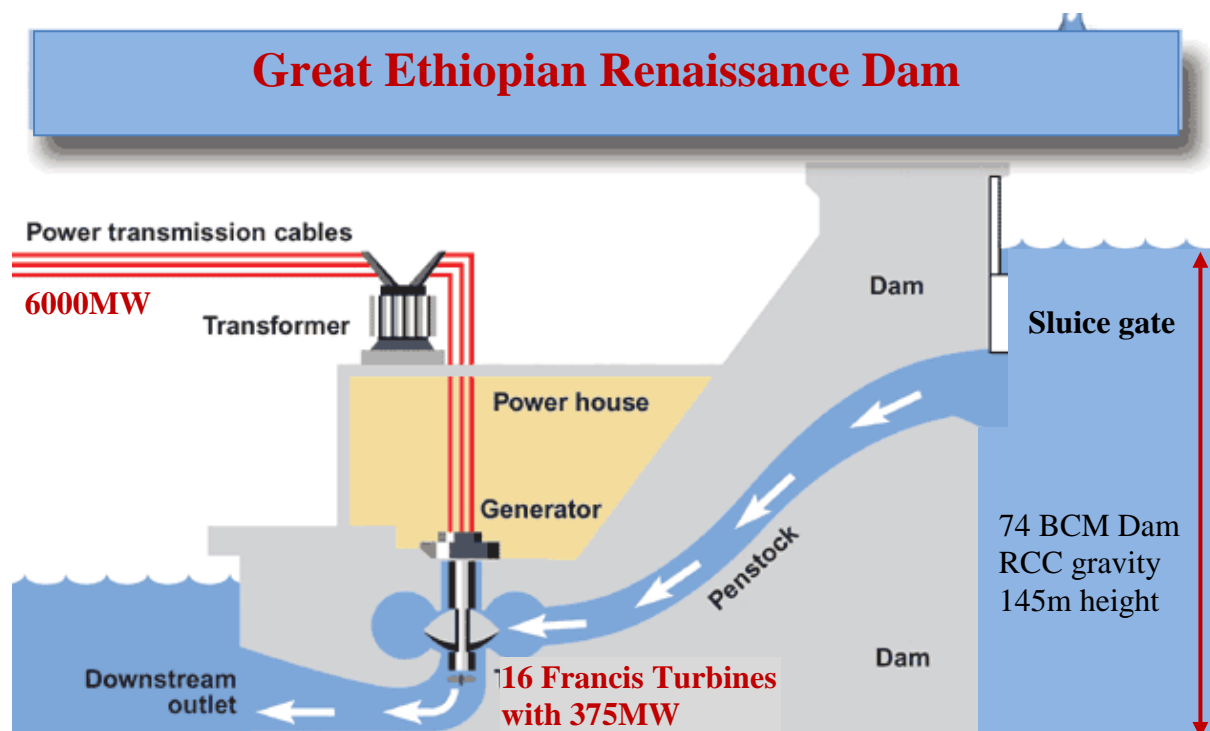 Great Ethiopian Renaissance Dam
Power transmission cables
6000MW
Transformer
Dam
Sluice gate
Power house
Generator
Penstock
74 BCM Dam
RCC gravity
145m height
Dam
16 Francis Turbines
with 375MW
Downstream
outlet